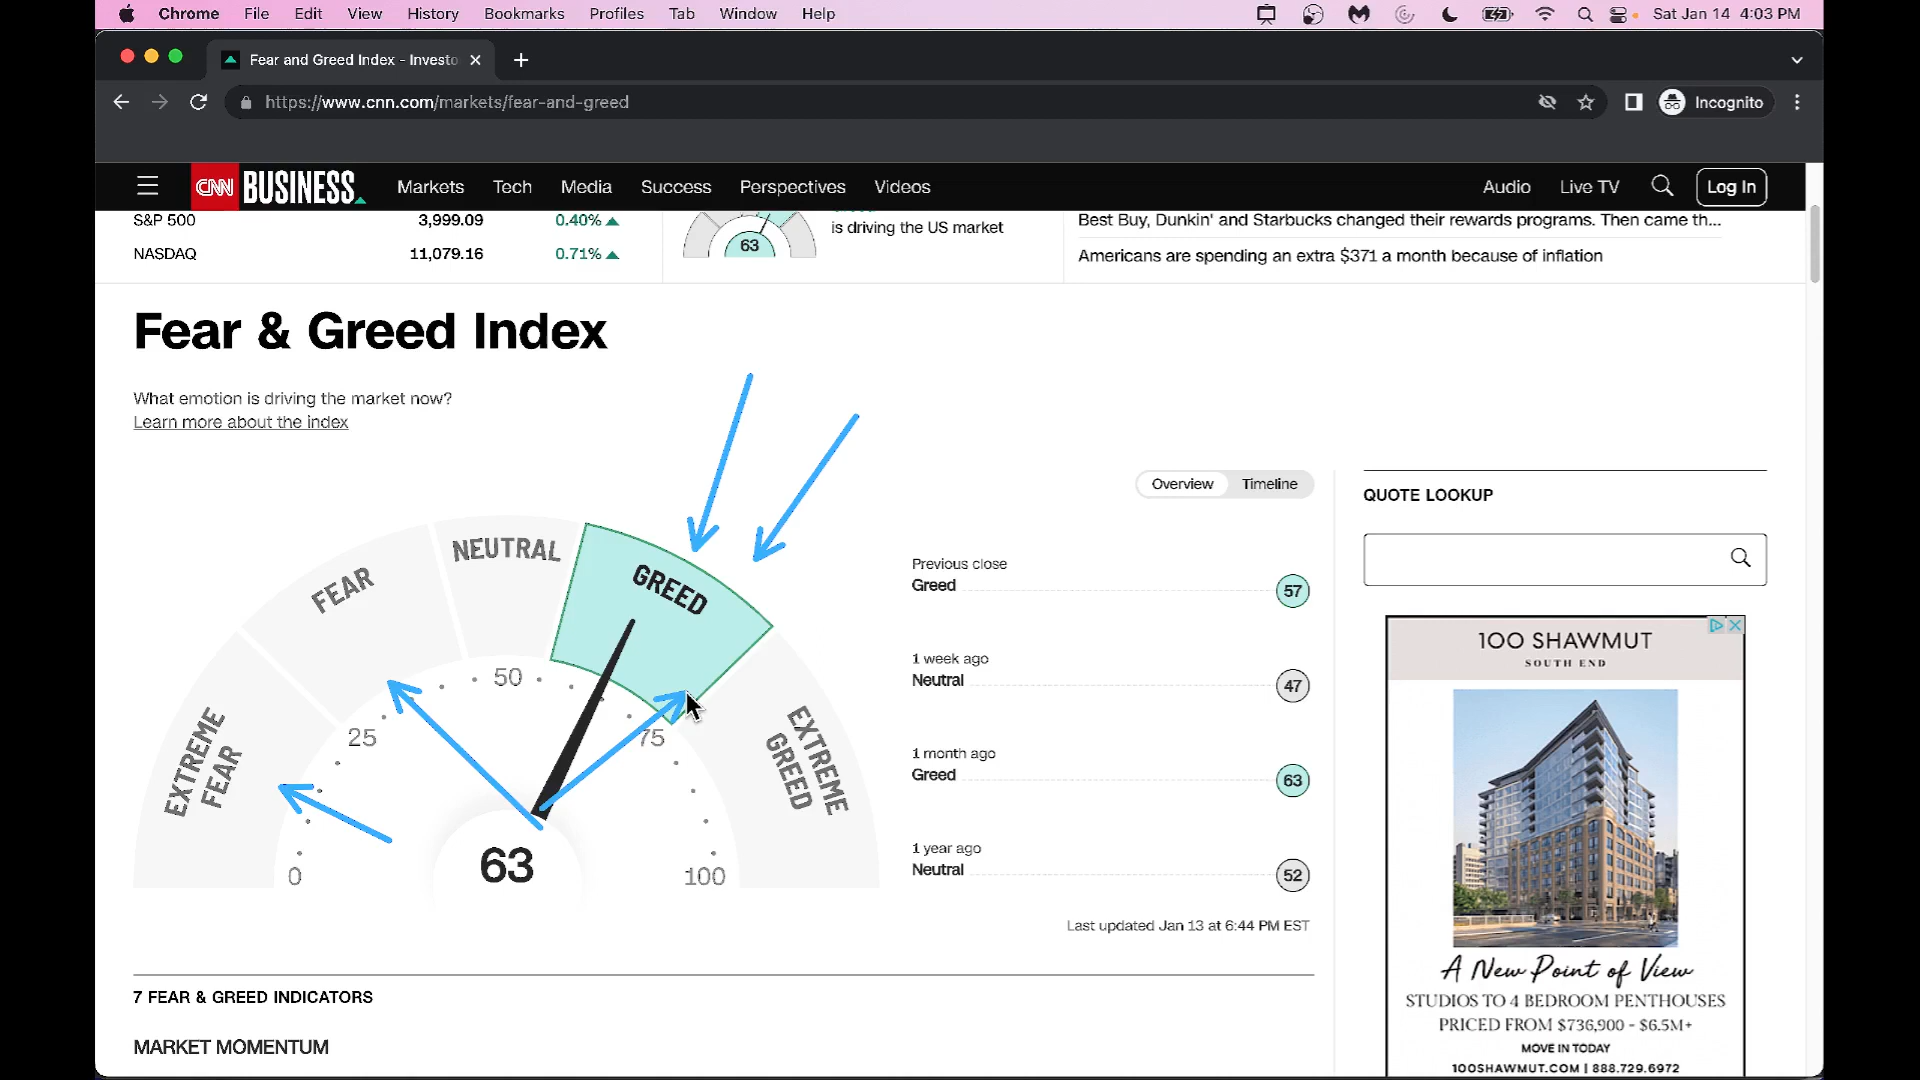 Chrome File Edit View History Bookmarks Profiles Tab Window Help
Sat Jan 14 4:03 PM
Fear and Greed Index - Investo
https://www.cnn.com/markets/fear-and-greed
Incognito
CNN BUSINESS Markets Tech Media Success Perspectives Videos Audio Live TV Log In
S&P 500 3,999.09 0.40%
NASDAQ 11,079.16 0.71%
63
is driving the US market
Best Buy, Dunkin' and Starbucks changed their rewards programs. Then came th...
Americans are spending an extra $371 a month because of inflation
Fear & Greed Index
What emotion is driving the market now?
Learn more about the index
EXTREME
FEAR
FEAR
NEUTRAL
GREED
EXTREME
GREED
0
25
50
75
100
63
Overview Timeline
Previous close
Greed 57
1 week ago
Neutral 47
1 month ago
Greed 63
1 year ago
Neutral 52
Last updated Jan 13 at 6:44 PM EST
QUOTE LOOKUP
100 SHAWMUT
SOUTH END
A New Point of View
STUDIOS TO 4 BEDROOM PENTHOUSES
PRICED FROM $736,900 - $6.5M+
MOVE IN TODAY
100SHAWMUT.COM | 888.729.6972
7 FEAR & GREED INDICATORS
MARKET MOMENTUM